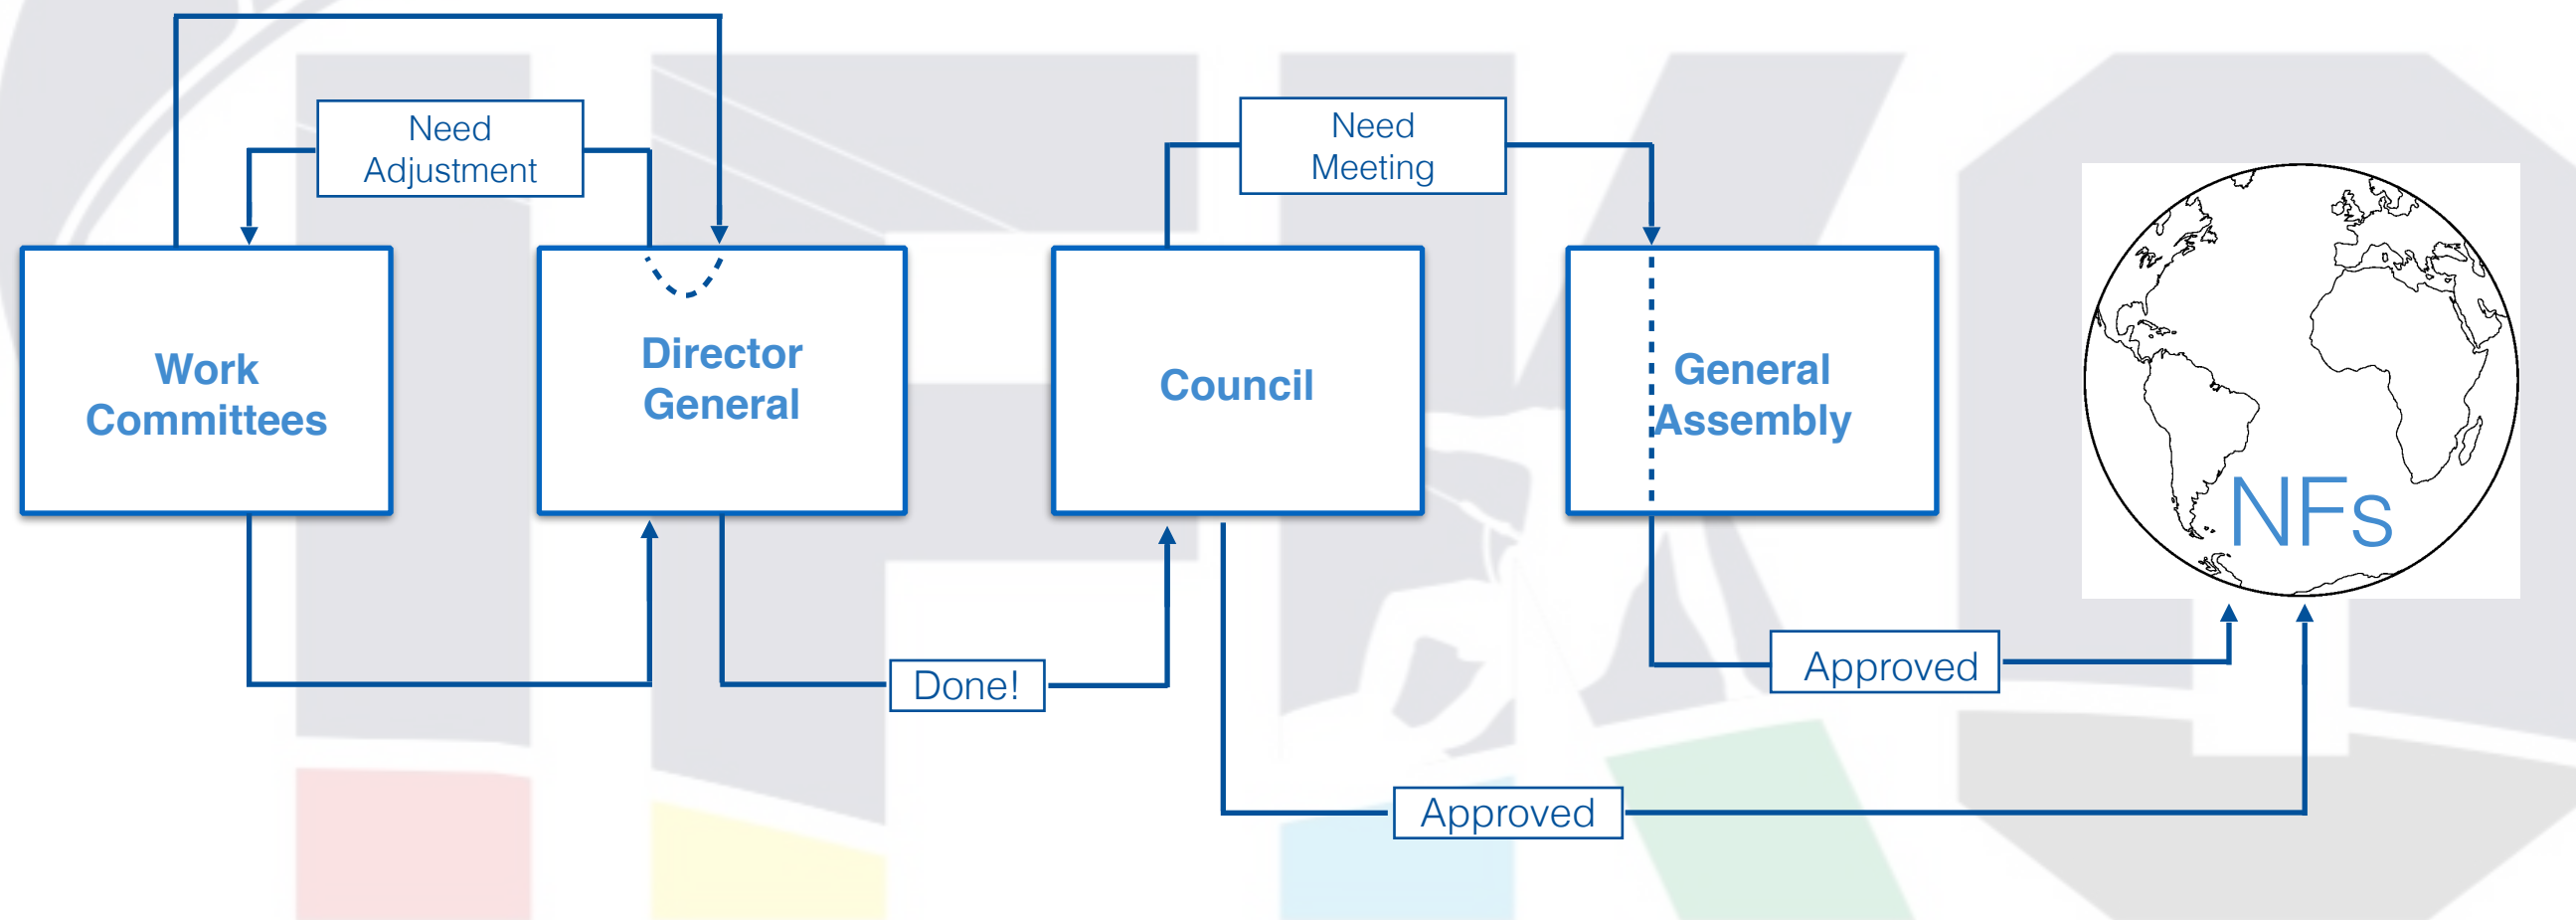 Need
Adjustment
Need
Meeting
Work
Committees
Director
General
Council
General
Assembly
NFs
Done!
Approved
Approved